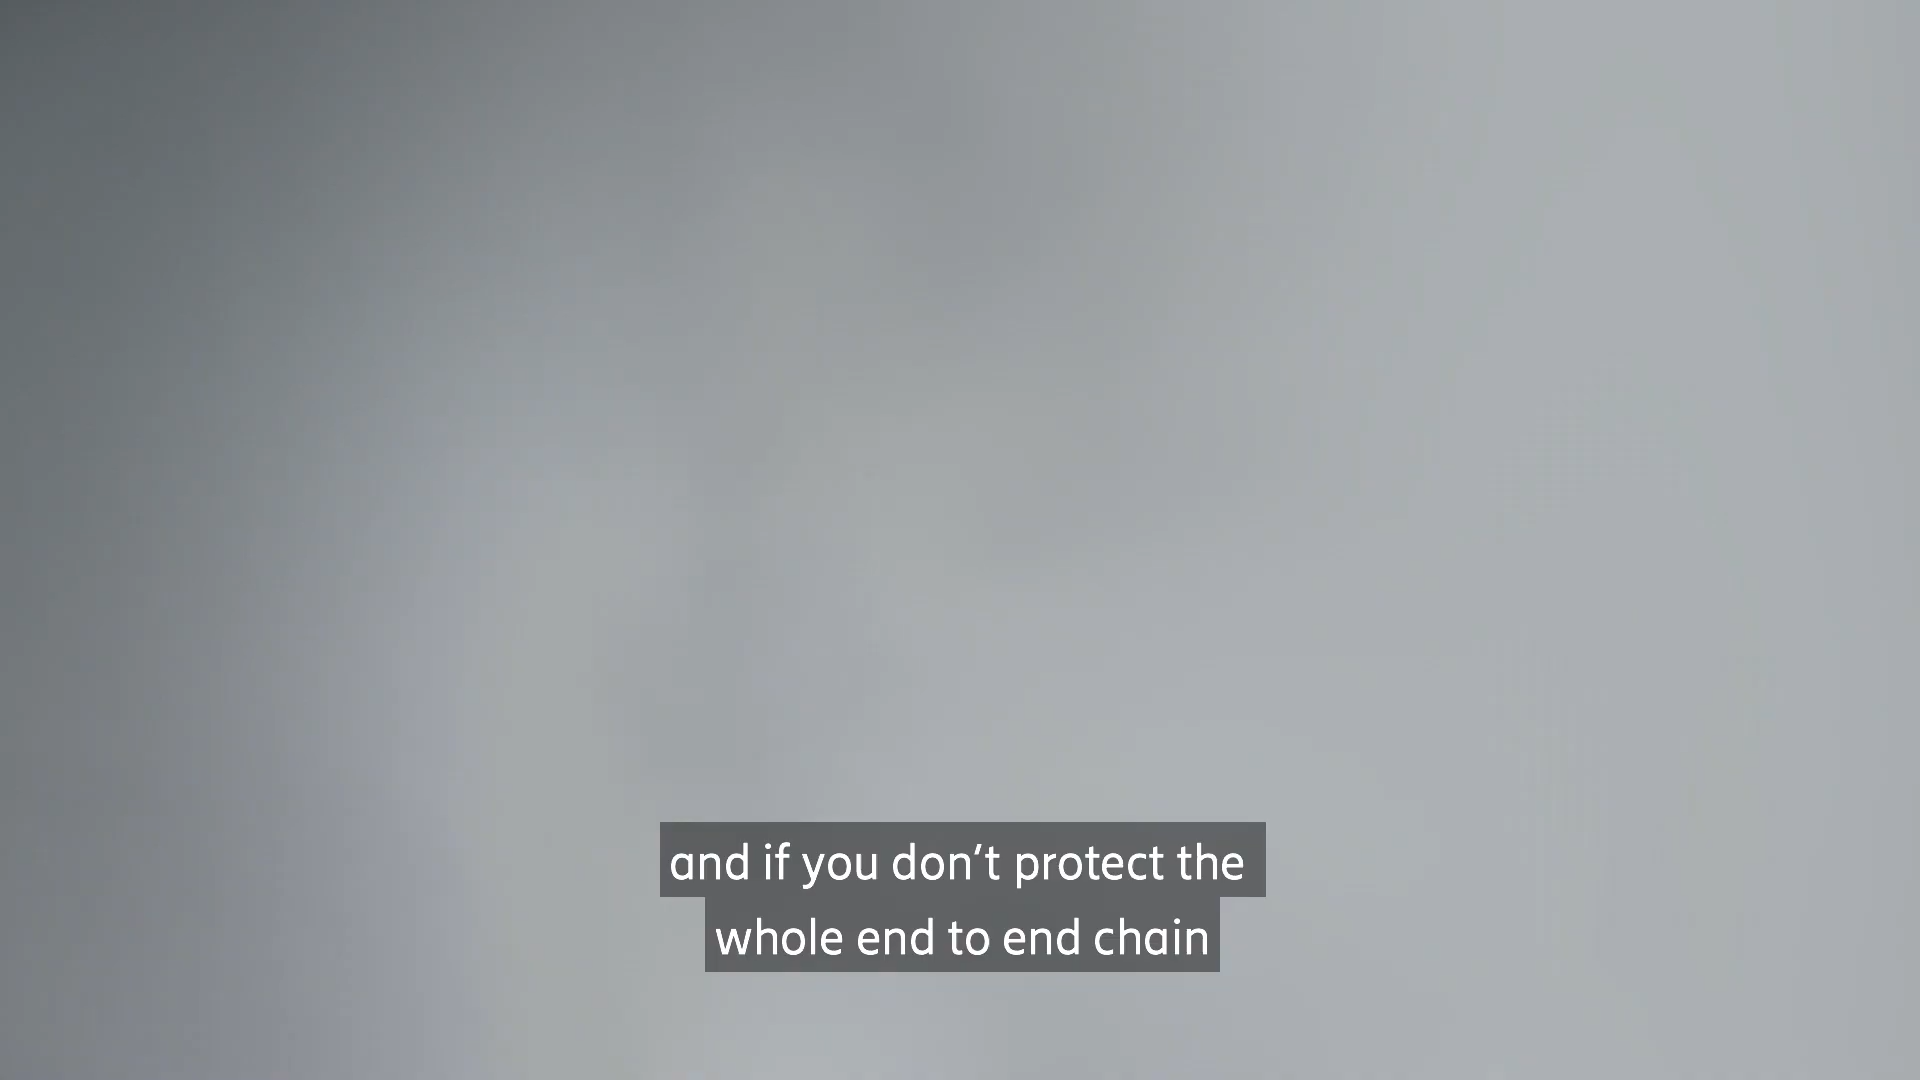 and if you don’t protect the
whole end to end chain